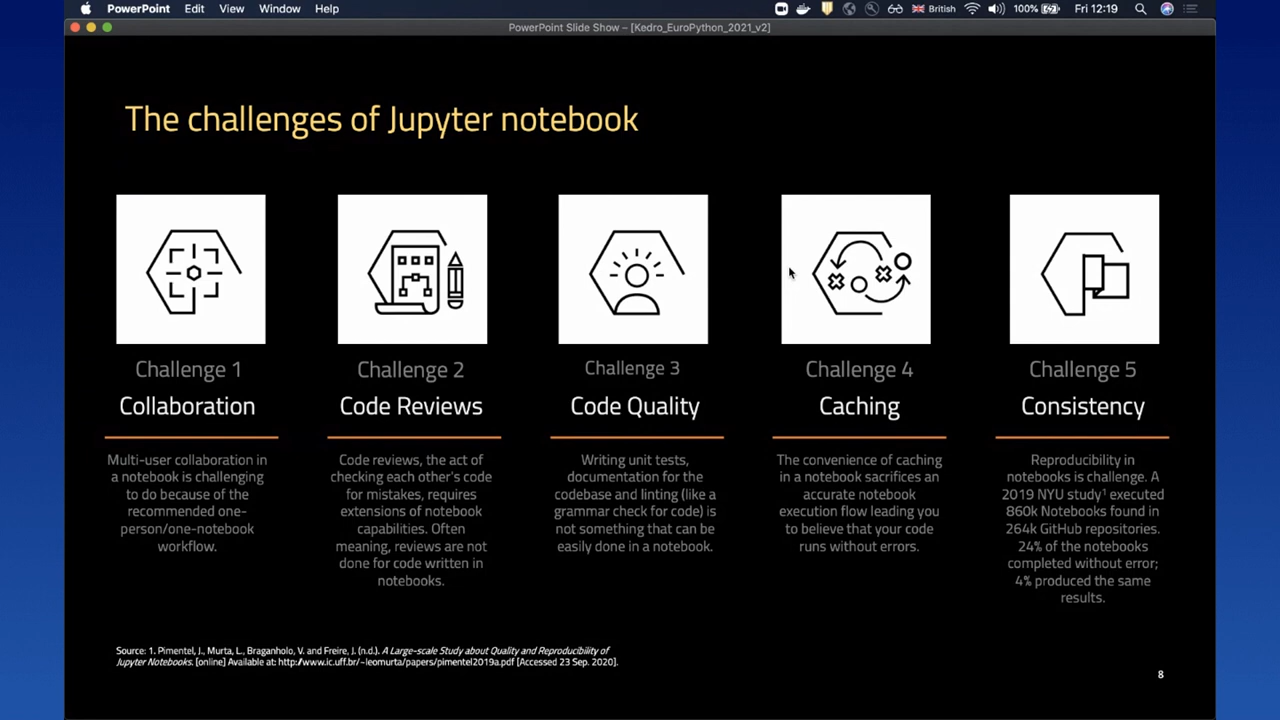 PowerPoint Edit View Window Help British 100% Fri 12:19
PowerPoint Slide Show – [Kedro_EuroPython_2021_v2]
The challenges of Jupyter notebook
Challenge 1
Collaboration
Multi-user collaboration in
a notebook is challenging
to do because of the
recommended one-
person/one-notebook
workflow.
Challenge 2
Code Reviews
Code reviews, the act of
checking each other's code
for mistakes, requires
extensions of notebook
capabilities. Often
meaning, reviews are not
done for code written in
notebooks.
Challenge 3
Code Quality
Writing unit tests,
documentation for the
codebase and linting (like a
grammar check for code) is
not something that can be
easily done in a notebook.
Challenge 4
Caching
The convenience of caching
in a notebook sacrifices an
accurate notebook
execution flow leading you
to believe that your code
runs without errors.
Challenge 5
Consistency
Reproducibility in
notebooks is challenge. A
2019 NYU study¹ executed
860k Notebooks found in
264k GitHub repositories.
24% of the notebooks
completed without error;
4% produced the same
results.
Source: 1. Pimentel, J., Murta, L., Braganholo, V. and Freire, J. (n.d.). A Large-scale Study about Quality and Reproducibility of
Jupyter Notebooks. [online] Available at: http://www.ic.uff.br/~leomurta/papers/pimentel2019a.pdf [Accessed 23 Sep. 2020].
8